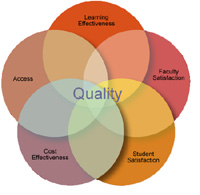 Learning
Effectiveness
Access
Faculty
Satisfaction
Quality
Cost
Effectiveness
Student
Satisfaction